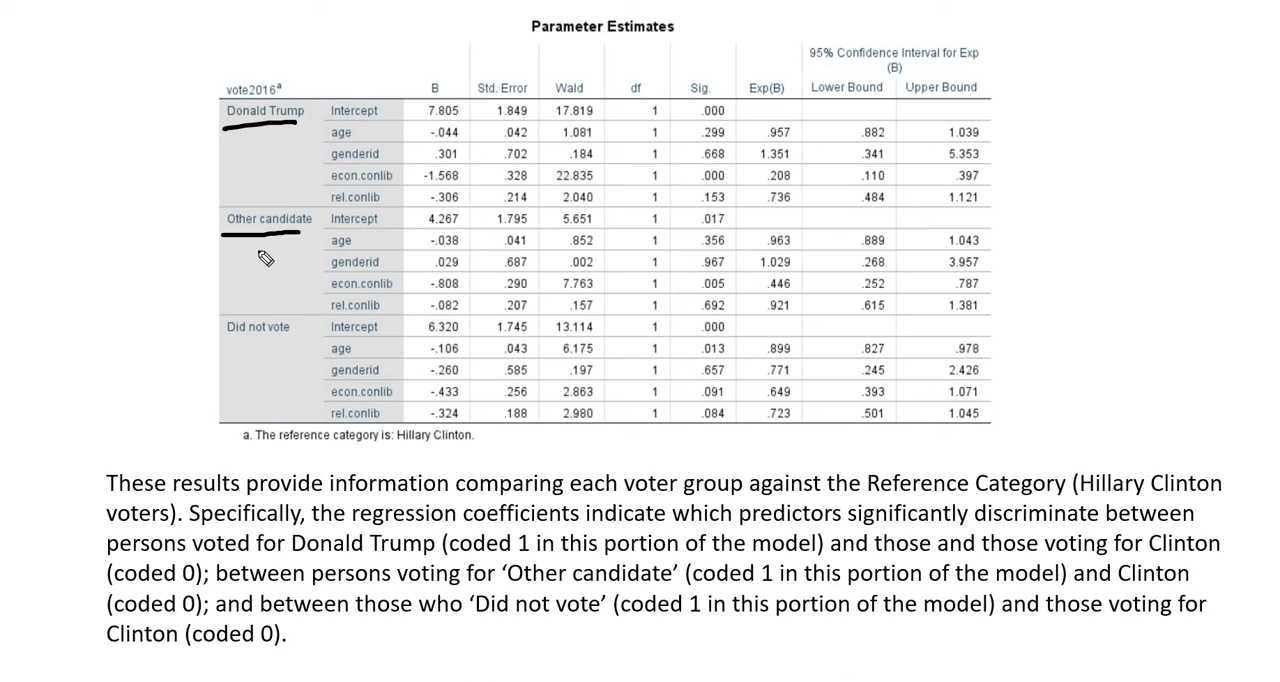 Parameter Estimates
95% Confidence Interval for Exp
(B)
vote2016a B Std. Error Wald df Sig. Exp(B) Lower Bound Upper Bound
Donald Trump Intercept 7.805 1.849 17.819 1 .000
age -.044 .042 1.081 1 .299 .957 .882 1.039
genderid .301 .702 .184 1 .668 1.351 .341 5.353
econ.conlib -1.568 .328 22.835 1 .000 .208 .110 .397
rel.conlib -.306 .214 2.040 1 .153 .736 .484 1.121
Other candidate Intercept 4.267 1.795 5.651 1 .017
age -.038 .041 .852 1 .356 .963 .889 1.043
genderid .029 .687 .002 1 .967 1.029 .268 3.957
econ.conlib -.808 .290 7.763 1 .005 .446 .252 .787
rel.conlib -.082 .207 .157 1 .692 .921 .615 1.381
Did not vote Intercept 6.320 1.745 13.114 1 .000
age -.106 .043 6.175 1 .013 .899 .827 .978
genderid -.260 .585 .197 1 .657 .771 .245 2.426
econ.conlib -.433 .256 2.863 1 .091 .649 .393 1.071
rel.conlib -.324 .188 2.980 1 .084 .723 .501 1.045
a. The reference category is: Hillary Clinton.
These results provide information comparing each voter group against the Reference Category (Hillary Clinton
voters). Specifically, the regression coefficients indicate which predictors significantly discriminate between
persons voted for Donald Trump (coded 1 in this portion of the model) and those and those voting for Clinton
(coded 0); between persons voting for ‘Other candidate’ (coded 1 in this portion of the model) and Clinton
(coded 0); and between those who ‘Did not vote’ (coded 1 in this portion of the model) and those voting for
Clinton (coded 0).